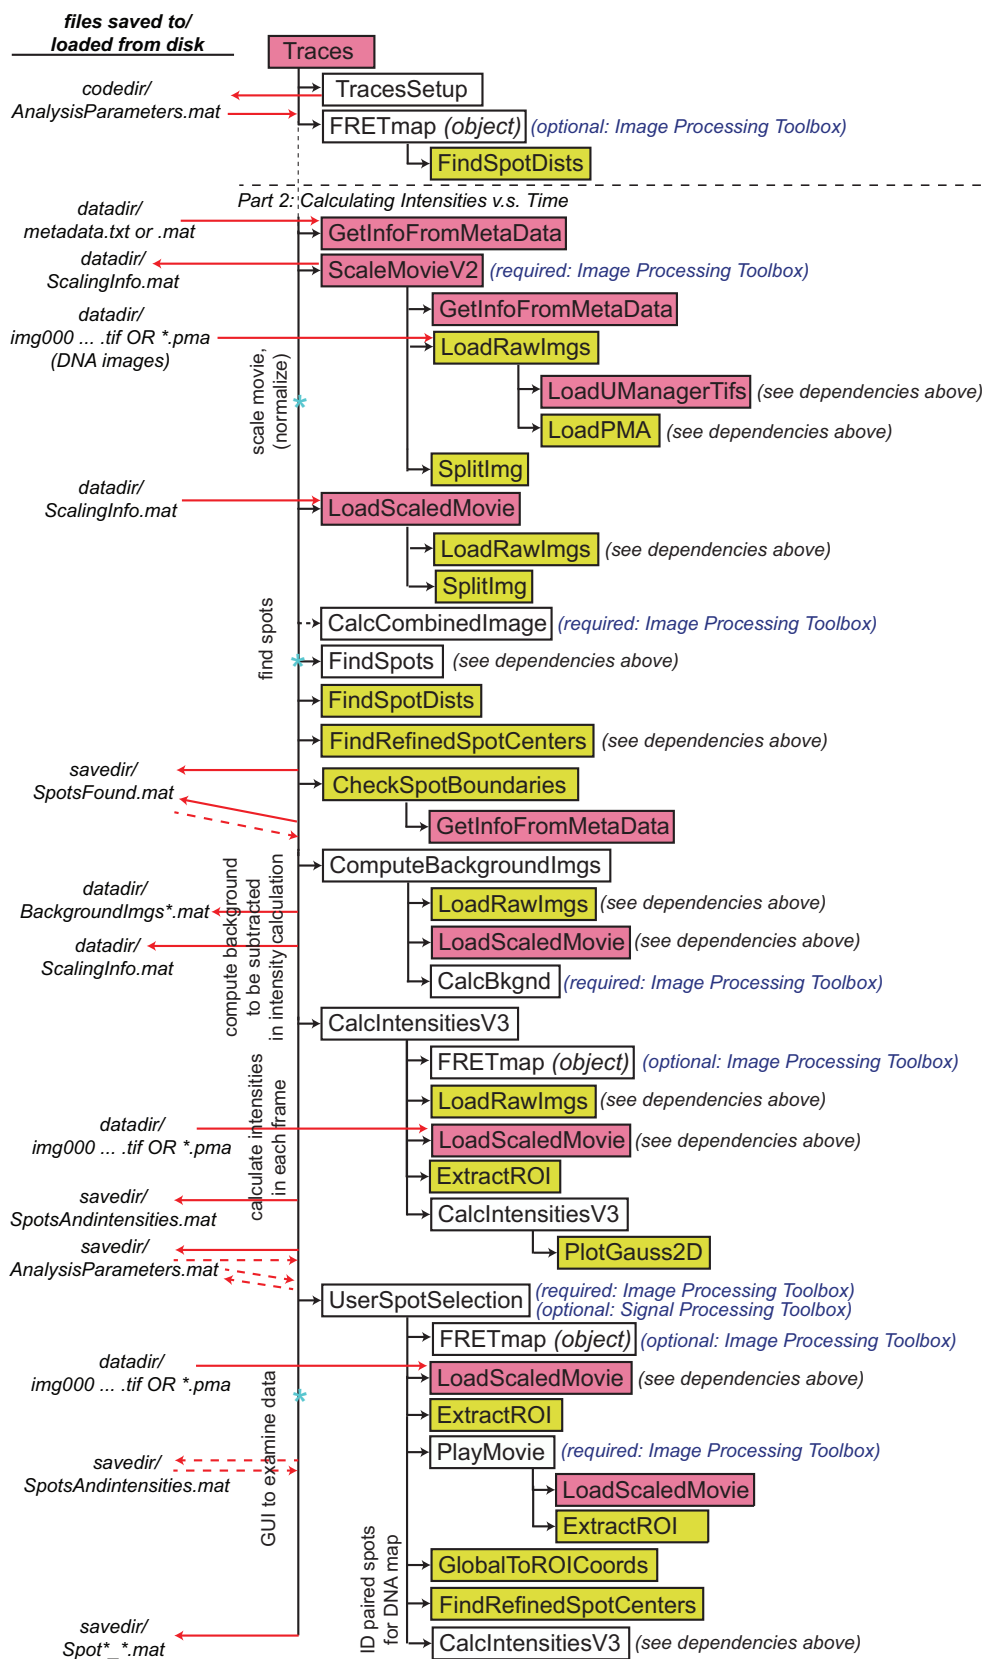 files saved to/
loaded from disk
Traces
codedir/
AnalysisParameters.mat
TracesSetup
FRETmap (object) (optional: Image Processing Toolbox)
FindSpotDists
Part 2: Calculating Intensities v.s. Time
datadir/
metadata.txt or .mat
GetInfoFromMetaData
datadir/
ScalingInfo.mat
ScaleMovieV2 (required: Image Processing Toolbox)
GetInfoFromMetaData
datadir/
img000 ... .tif OR *.pma
(DNA images)
LoadRawImgs
scale movie,
(normalize)
LoadUManagerTifs (see dependencies above)
LoadPMA (see dependencies above)
SplitImg
datadir/
ScalingInfo.mat
LoadScaledMovie
LoadRawImgs (see dependencies above)
SplitImg
find spots
CalcCombinedImage (required: Image Processing Toolbox)
FindSpots (see dependencies above)
FindSpotDists
FindRefinedSpotCenters (see dependencies above)
savedir/
SpotsFound.mat
CheckSpotBoundaries
GetInfoFromMetaData
compute background
to be subtracted
in intensity calculation
ComputeBackgroundImgs
datadir/
BackgroundImgs*.mat
LoadRawImgs (see dependencies above)
datadir/
ScalingInfo.mat
LoadScaledMovie (see dependencies above)
CalcBkgnd (required: Image Processing Toolbox)
CalcIntensitiesV3
calculate intensities
in each frame
FRETmap (object) (optional: Image Processing Toolbox)
LoadRawImgs (see dependencies above)
datadir/
img000 ... .tif OR *.pma
LoadScaledMovie (see dependencies above)
ExtractROI
savedir/
SpotsAndintensities.mat
CalcIntensitiesV3
PlotGauss2D
savedir/
AnalysisParameters.mat
UserSpotSelection (required: Image Processing Toolbox)
(optional: Signal Processing Toolbox)
FRETmap (object) (optional: Image Processing Toolbox)
datadir/
img000 ... .tif OR *.pma
LoadScaledMovie (see dependencies above)
ExtractROI
GUI to examine data
PlayMovie (required: Image Processing Toolbox)
savedir/
SpotsAndintensities.mat
LoadScaledMovie
ExtractROI
ID paired spots
for DNA map
GlobalToROICoords
FindRefinedSpotCenters
savedir/
Spot*_*.mat
CalcIntensitiesV3 (see dependencies above)